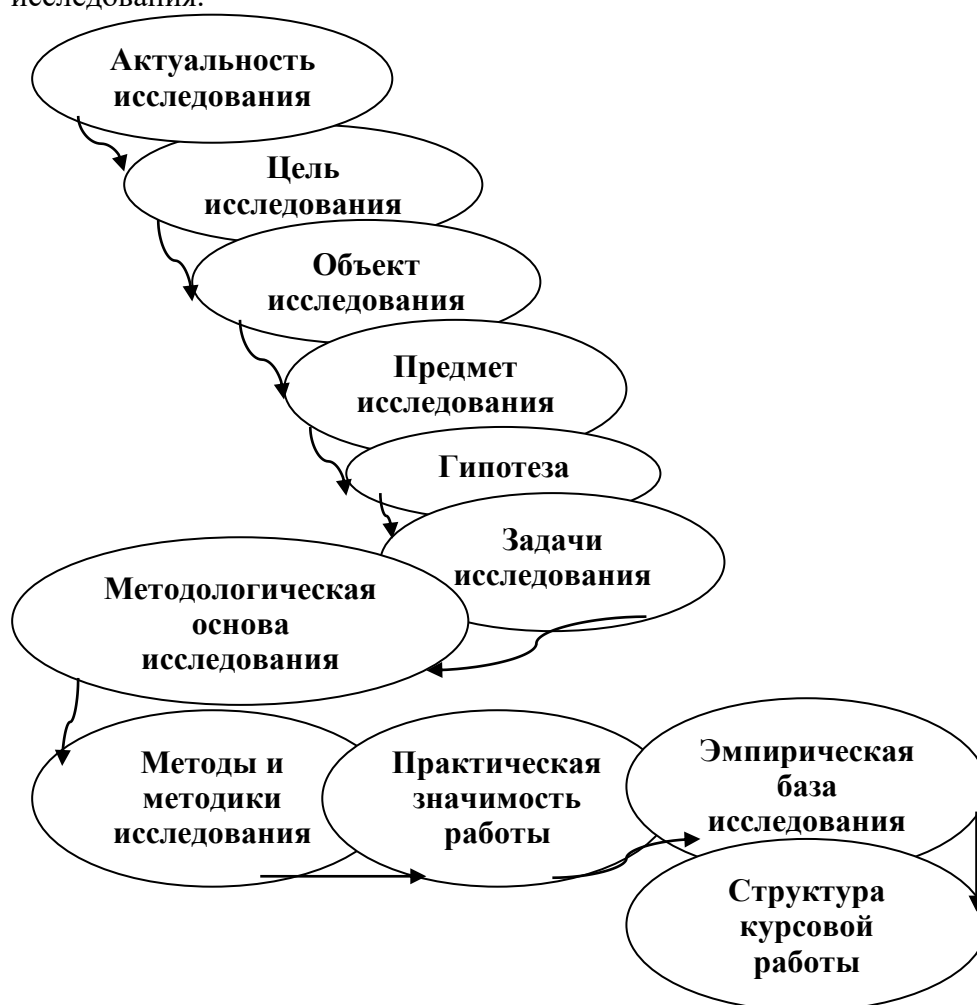 исследования.
Актуальность
исследования
Цель
исследования
Объект
исследования
Предмет
исследования
Гипотеза
Задачи
исследования
Методологическая
основа
исследования
Методы и
методики
исследования
Практическая
значимость
работы
Эмпирическая
база
исследования
Структура
курсовой
работы